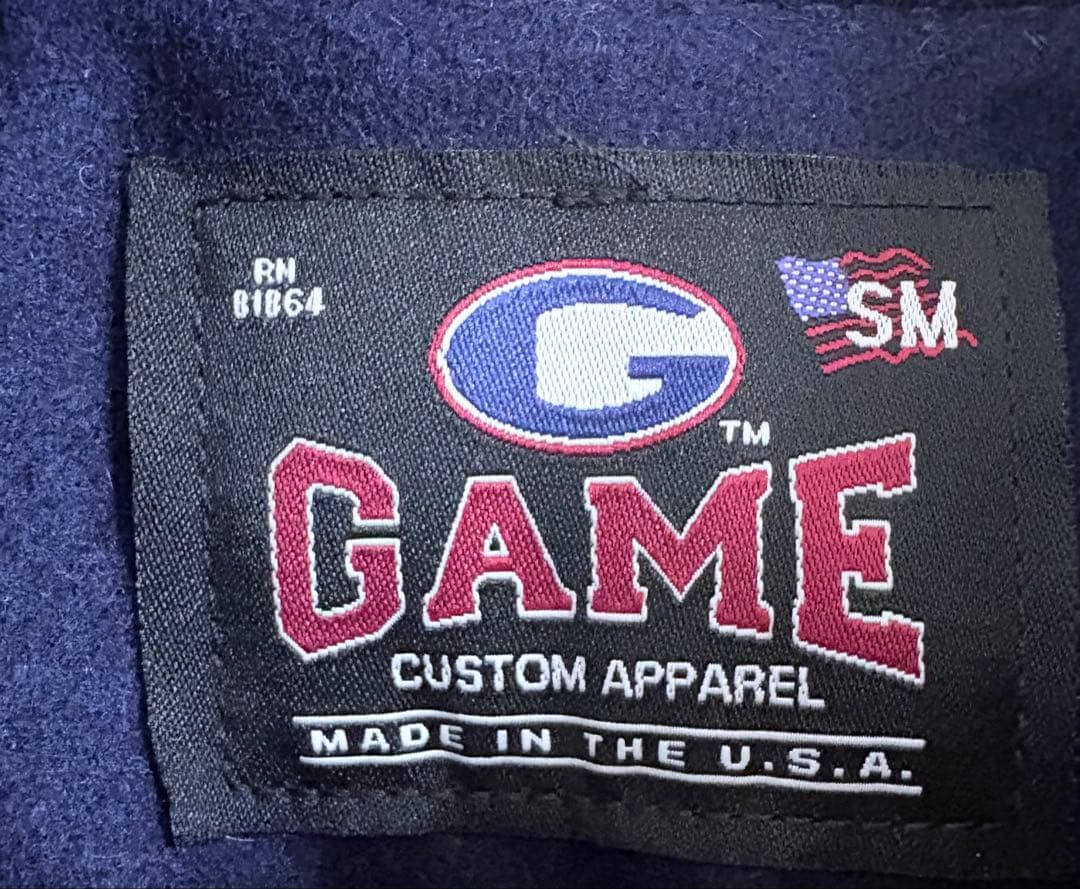 RN
81864
G
SM
TM
GAME
CUSTOM APPAREL
MADE IN THE U.S.A.